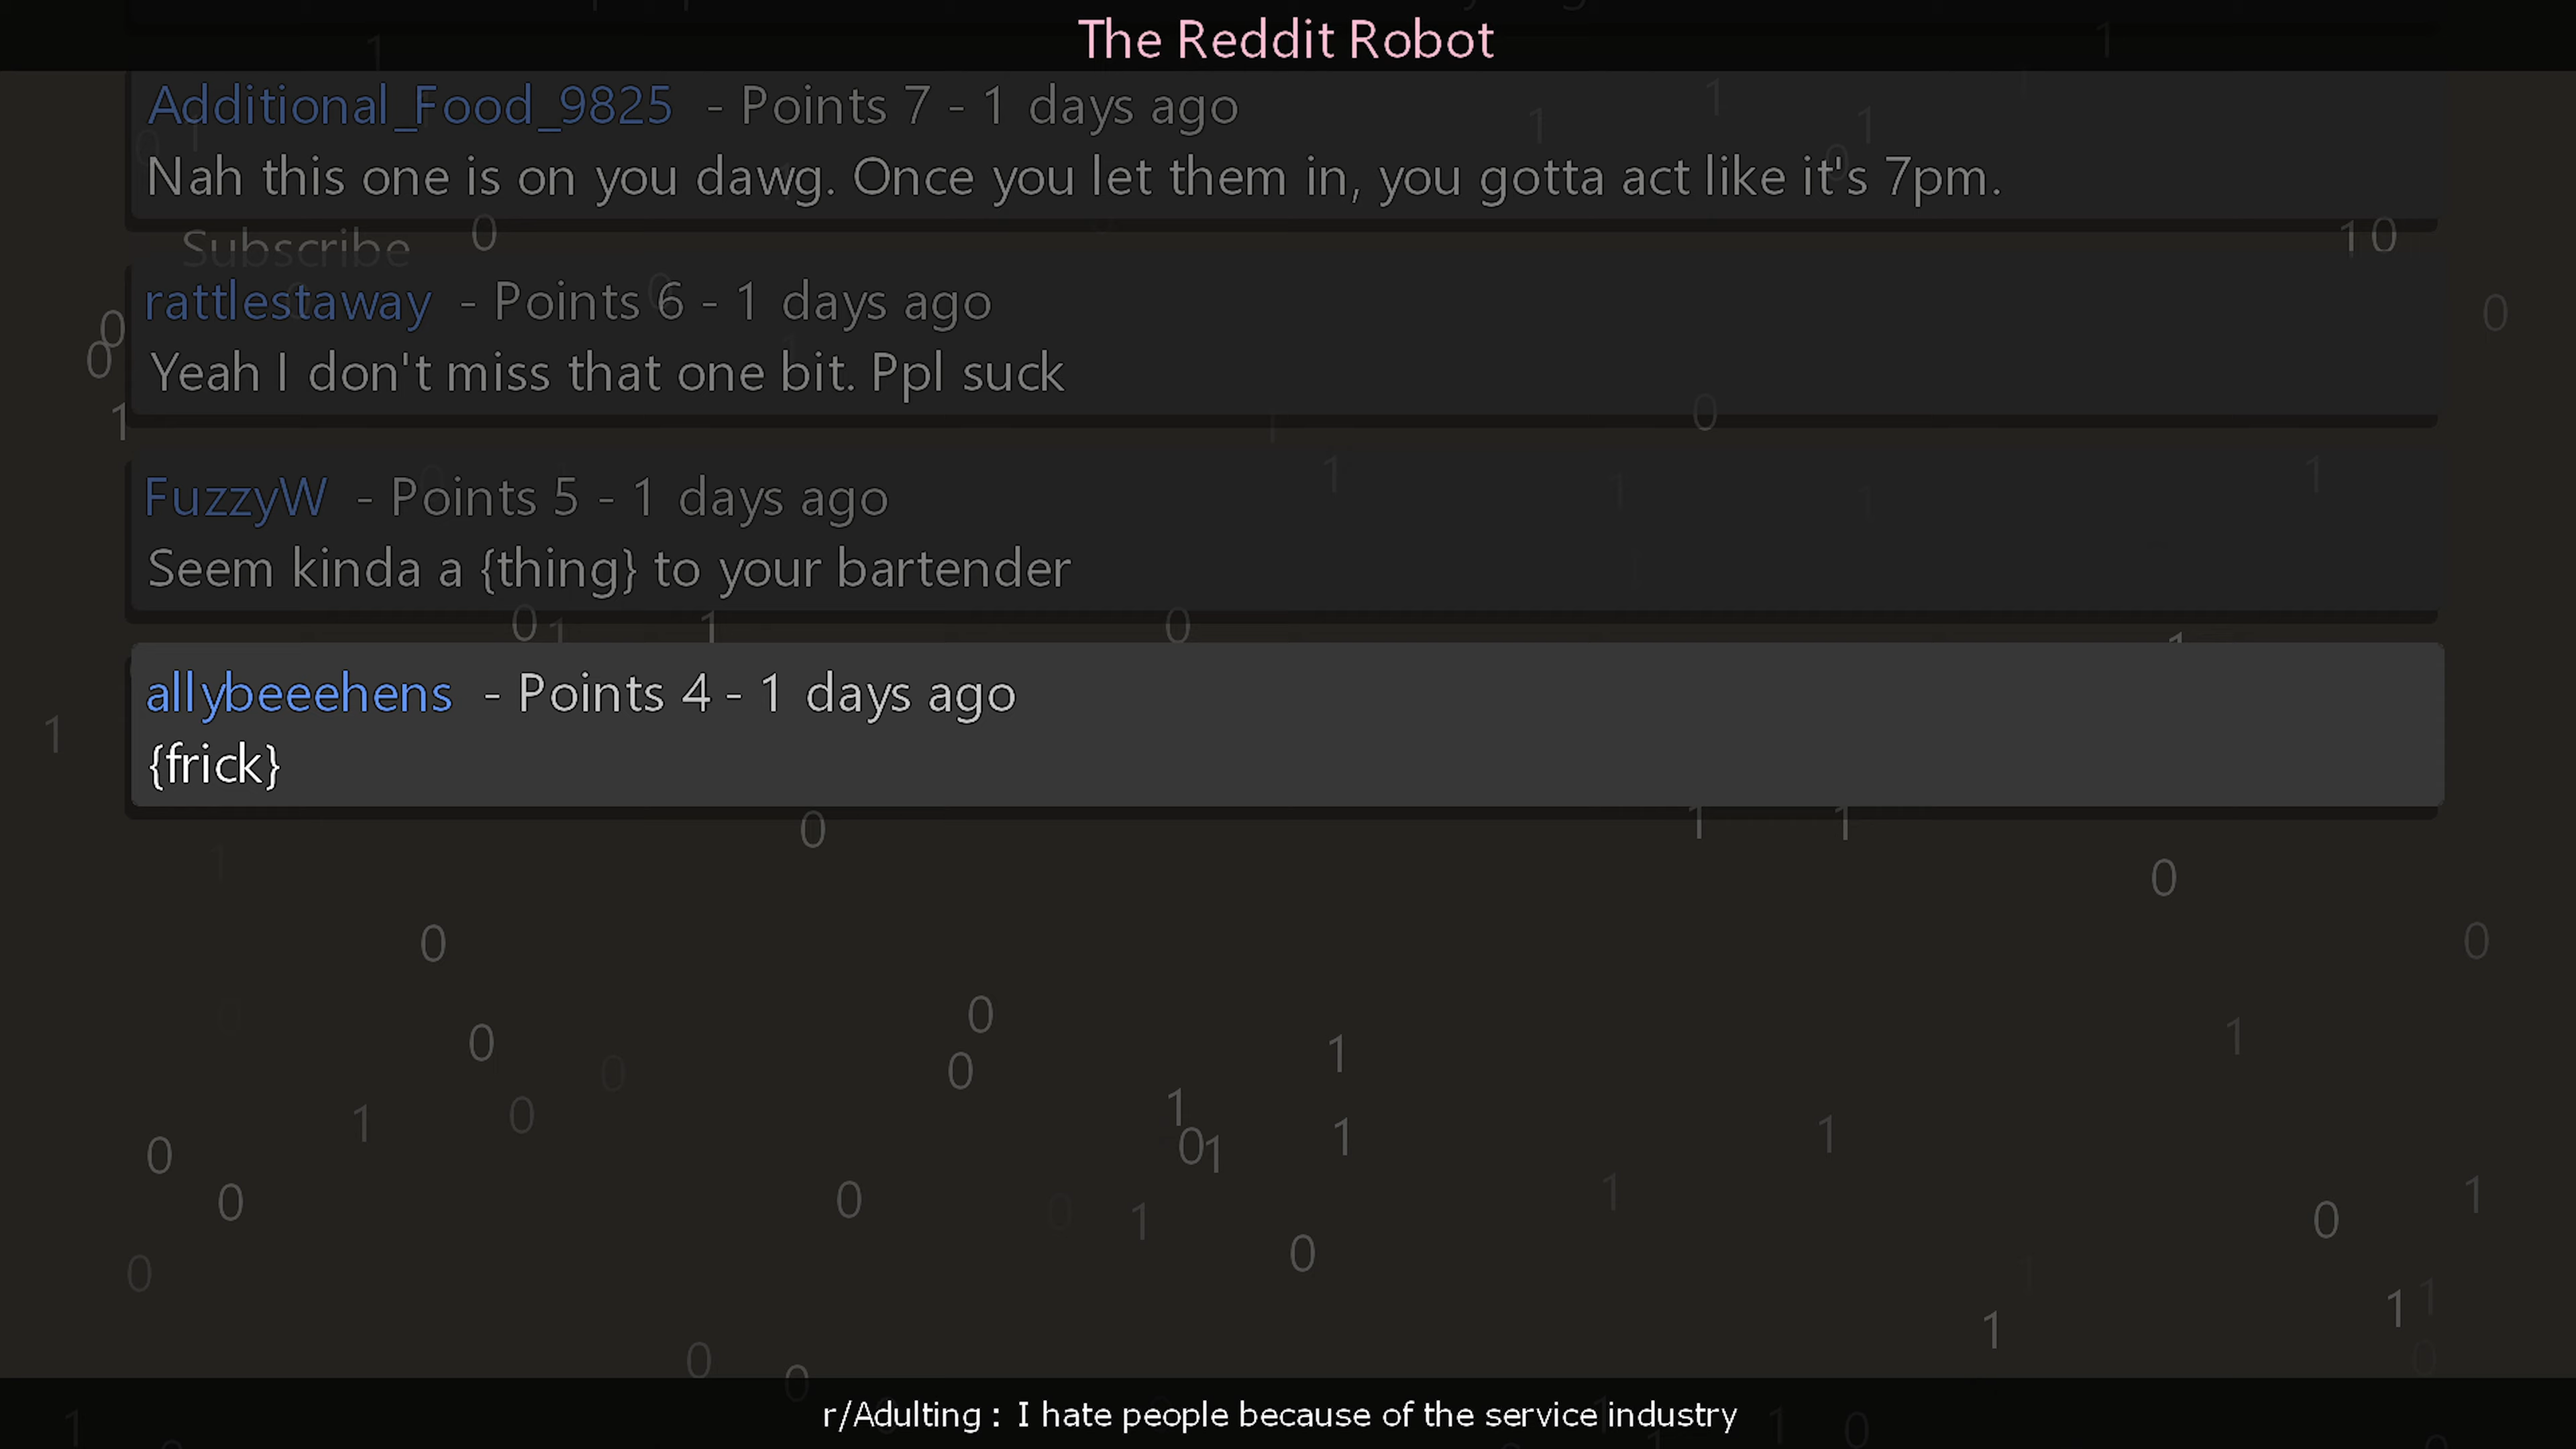 The Reddit Robot
Additional_Food_9825 - Points 7 - 1 days ago
Nah this one is on you dawg. Once you let them in, you gotta act like it's 7pm.
Subscribe
rattlestaway - Points 6 - 1 days ago
Yeah I don't miss that one bit. Ppl suck
FuzzyW - Points 5 - 1 days ago
Seem kinda a {thing} to your bartender
allybeeehens - Points 4 - 1 days ago
{frick}
r/Adulting : I hate people because of the service industry